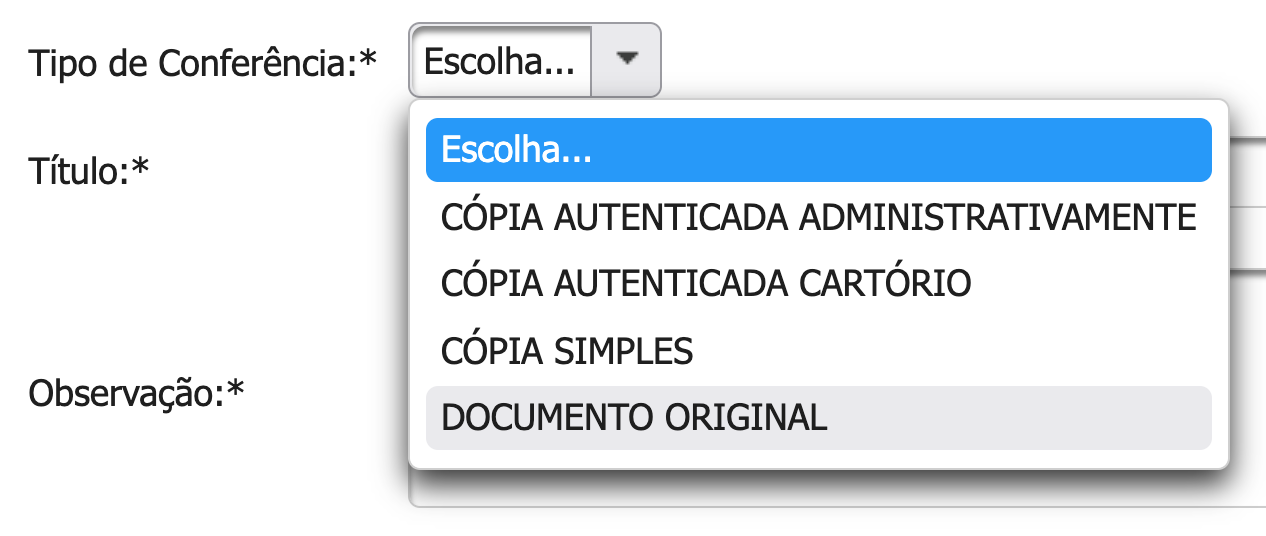 Tipo de Conferência:*
Escolha...
Escolha...
Título:*
CÓPIA AUTENTICADA ADMINISTRATIVAMENTE
CÓPIA AUTENTICADA CARTÓRIO
CÓPIA SIMPLES
Observação:*
DOCUMENTO ORIGINAL